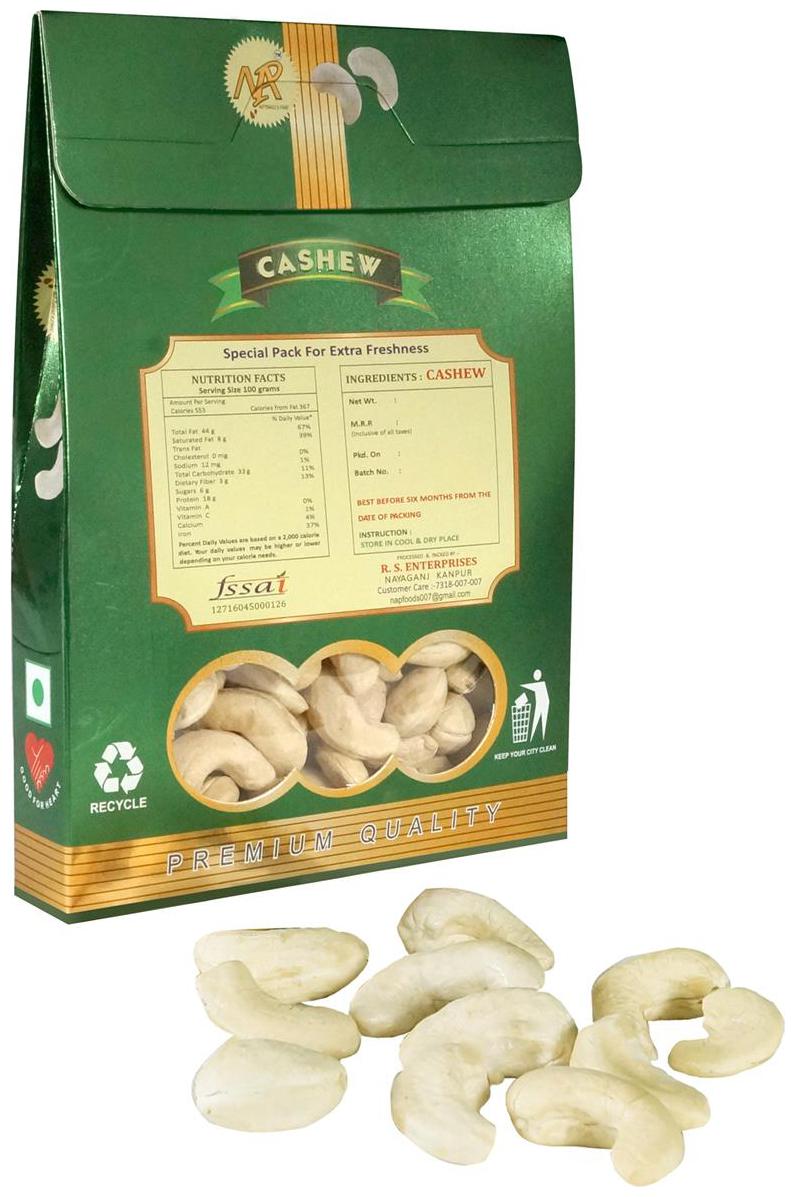 NAP
CASHEW
Special Pack For Extra Freshness
NUTRITION FACTS
Serving Size 100 grams
Amount Per Serving
Calories 553 Calories from Fat 367
% Daily Value*
Total Fat 44 g 67%
Saturated Fat 8 g 39%
Trans Fat
Cholesterol 0 mg 0%
Sodium 12 mg 1%
Total Carbohydrate 33 g 11%
Dietary Fiber 3 g 13%
Sugars 6 g
Protein 18 g
Vitamin A 0%
Vitamin C 1%
Calcium 4%
Iron 37%
Percent Daily Values are based on a 2,000 calorie
diet. Your daily values may be higher or lower
depending on your calorie needs.
fssai
12716045000126
INGREDIENTS : CASHEW
Net Wt. :
M.R.P. :
(Inclusive of all taxes)
Pkd. On :
Batch No. :
BEST BEFORE SIX MONTHS FROM THE
DATE OF PACKING
INSTRUCTION :
STORE IN COOL & DRY PLACE
PROCESSED & PACKED BY :-
R. S. ENTERPRISES
NAYAGANJ KANPUR
Customer Care :-7318-007-007
napfoods007@gmail.com
GOOD FOR HEART
RECYCLE
KEEP YOUR CITY CLEAN
PREMIUM QUALITY